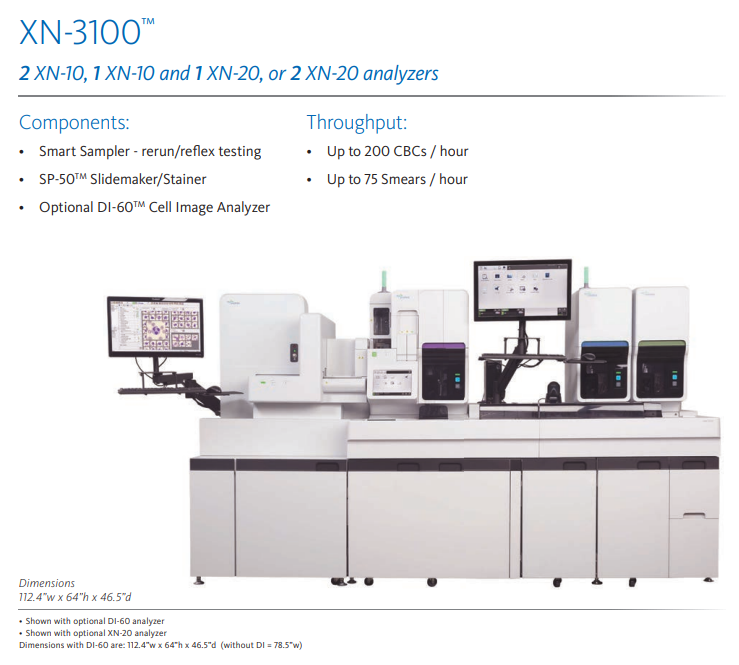 XN-3100™
2 XN-10, 1 XN-10 and 1 XN-20, or 2 XN-20 analyzers
Components:
• Smart Sampler - rerun/reflex testing
• SP-50™ Slidemaker/Stainer
• Optional DI-60™ Cell Image Analyzer
Throughput:
• Up to 200 CBCs / hour
• Up to 75 Smears / hour
Dimensions
112.4”w x 64”h x 46.5”d
• Shown with optional DI-60 analyzer
• Shown with optional XN-20 analyzer
Dimensions with DI-60 are: 112.4”w x 64”h x 46.5”d (without DI = 78.5”w)